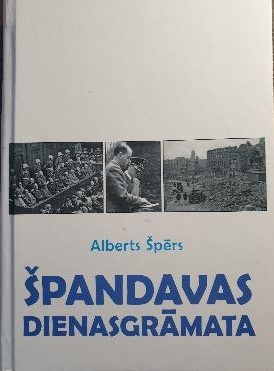 Alberts Špērs
ŠPANDAVAS
DIENASGRĀMATA